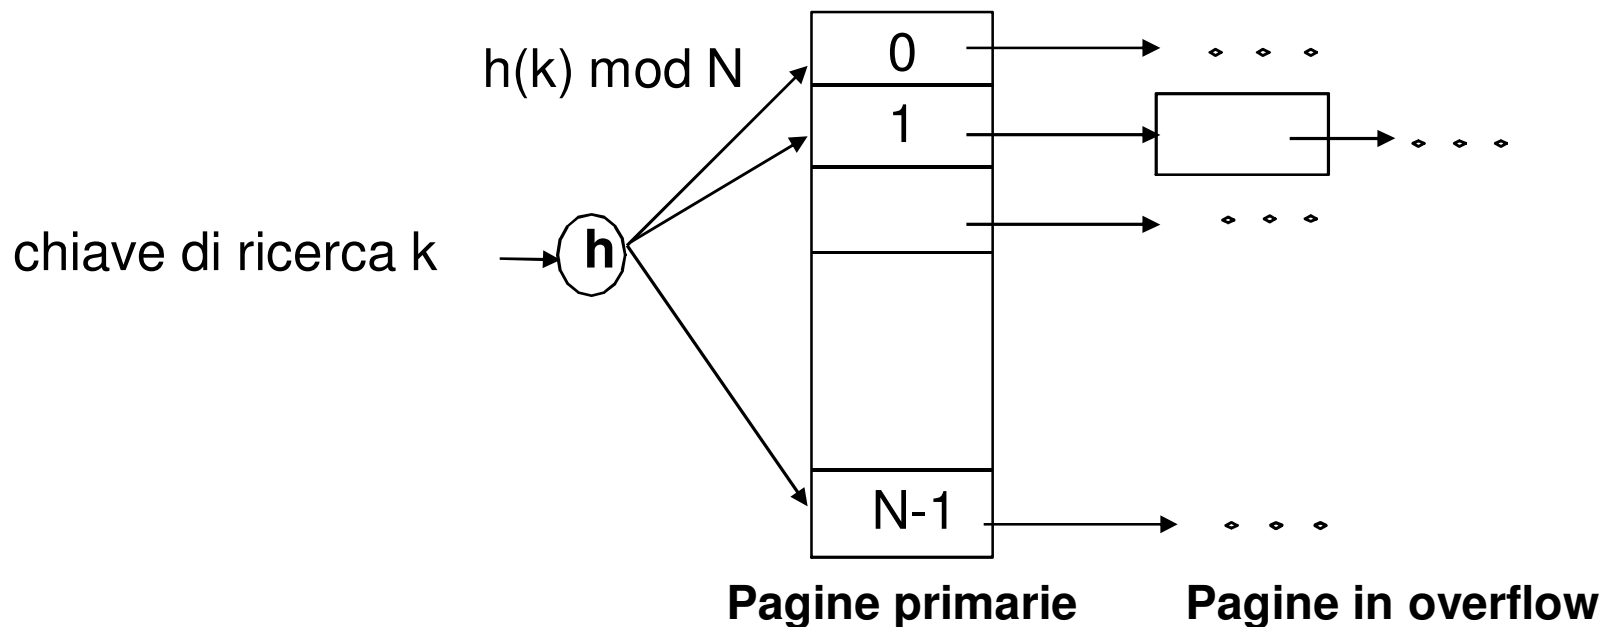 h(k) mod N
0
1
chiave di ricerca k
h
N-1
Pagine primarie
Pagine in overflow